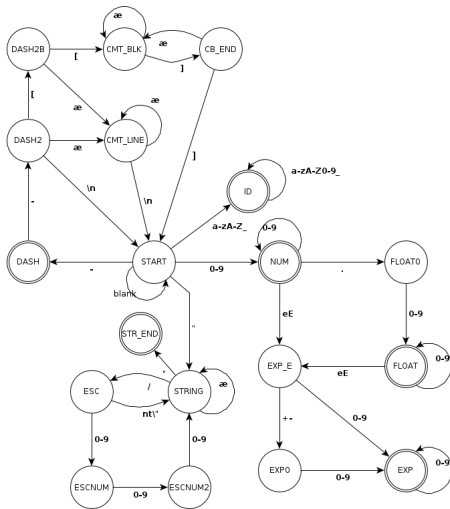 æ
DASH2B
[
CMT_BLK
æ
]
CB_END
[
æ
æ
DASH2
æ
CMT_LINE
]
\n
\n
ID
a-zA-Z0-9_
-
a-zA-Z_
0-9
DASH
-
START
0-9
NUM
.
FLOAT0
blank
"
eE
0-9
STR_END
"
EXP_E
eE
FLOAT
0-9
ESC
/
STRING
æ
nt\"
0-9
0-9
+-
0-9
ESCNUM
0-9
ESCNUM2
EXP0
0-9
EXP
0-9